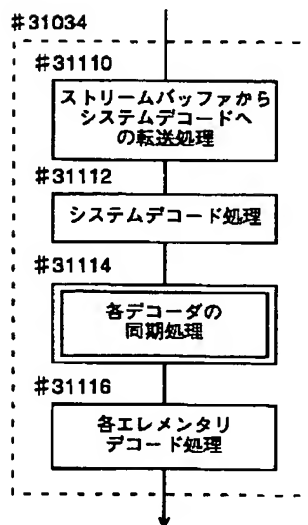 #31034
#31110
ストリームバッファから
システムデコードへ
の転送処理
#31112
システムデコード処理
#31114
各デコーダの
同期処理
#31116
各エレメンタリ
デコード処理